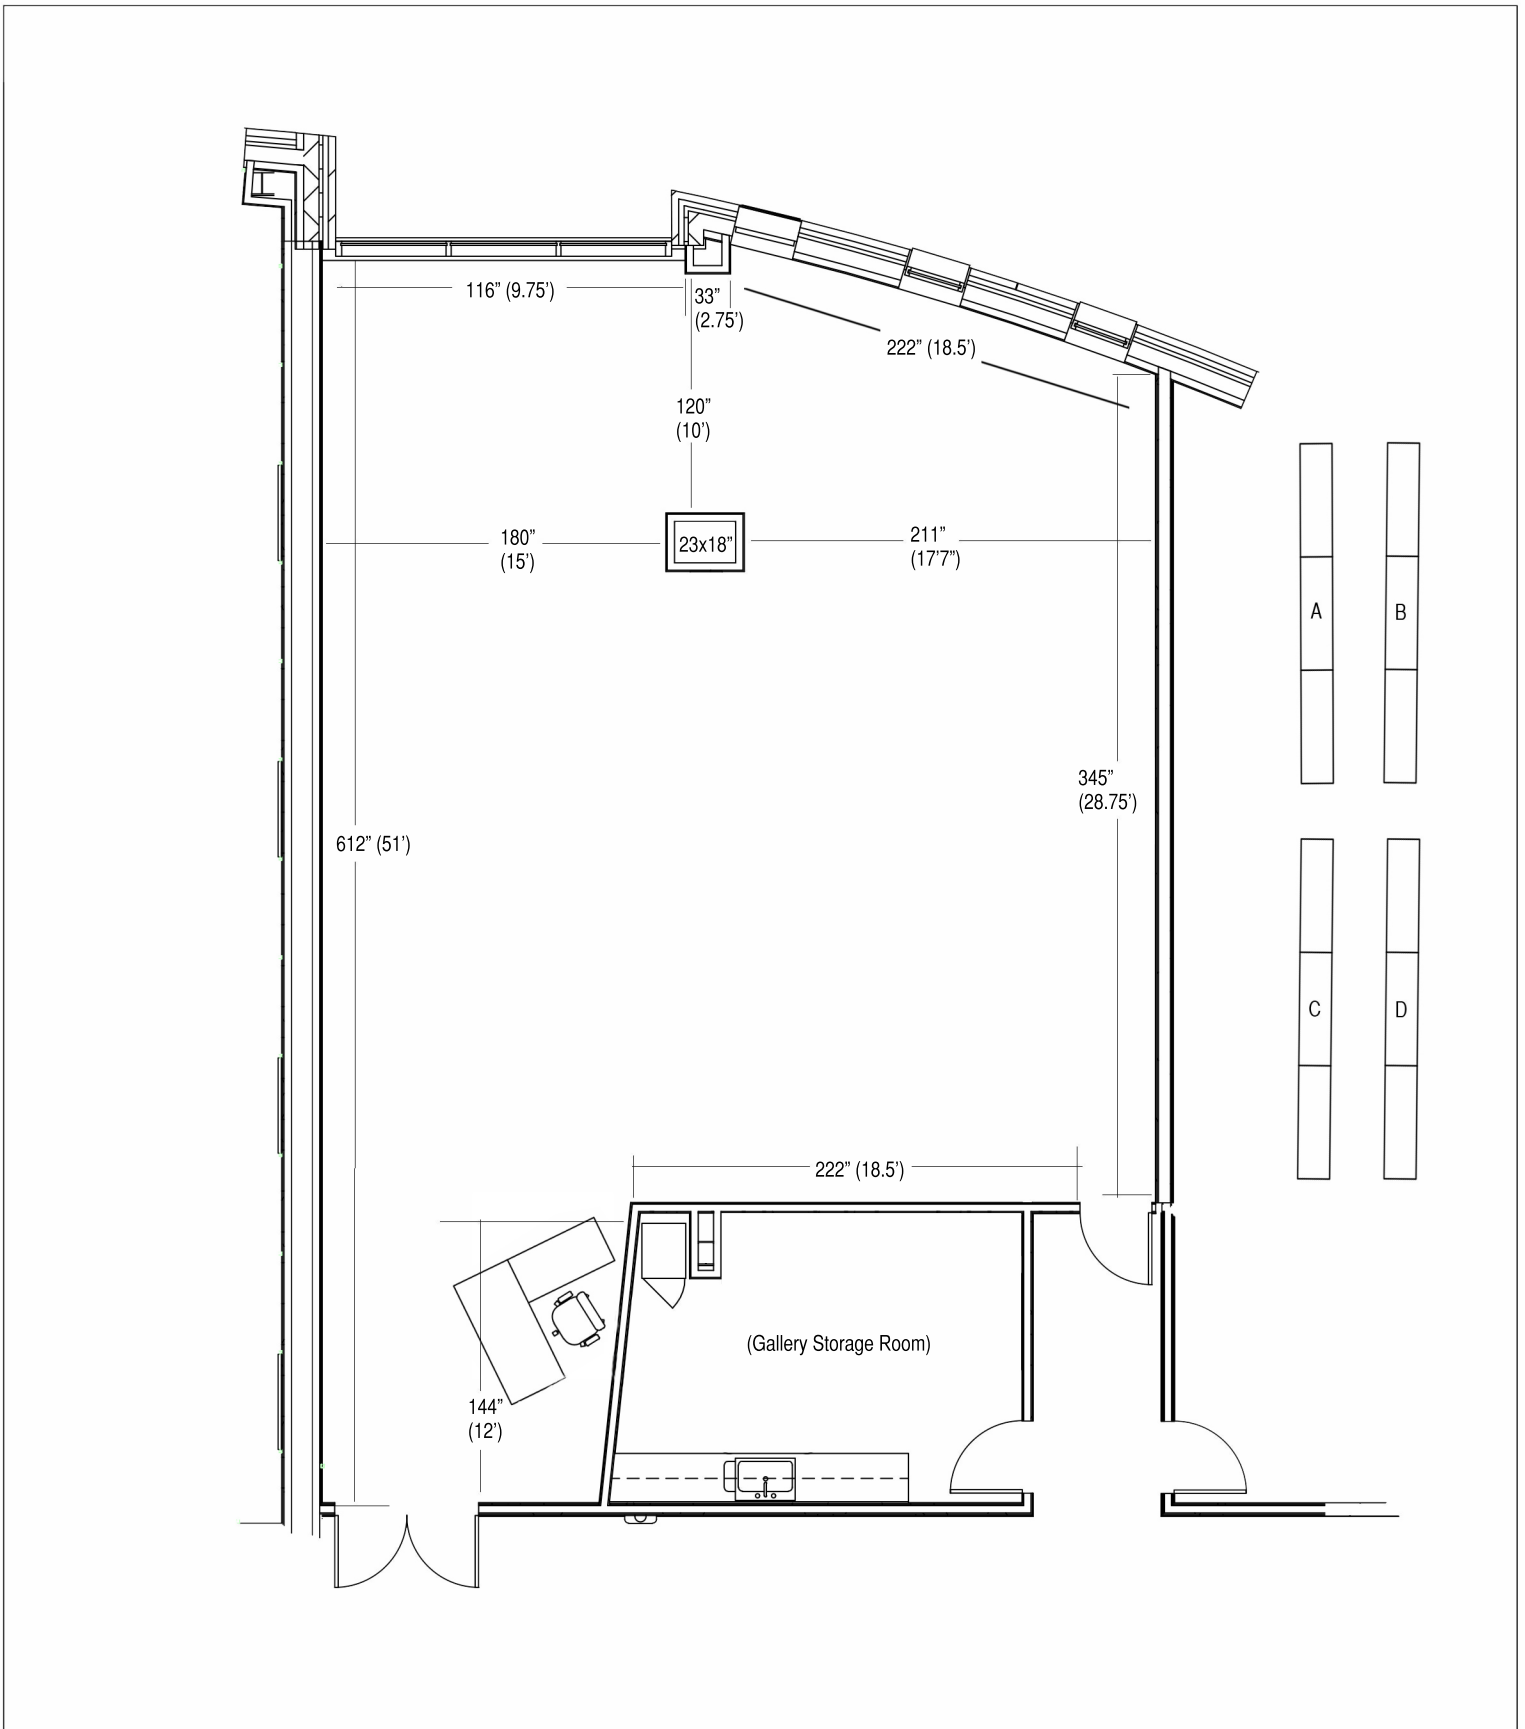 116” (9.75’)
33”
(2.75’)
222” (18.5’)
120”
(10’)
180”
(15’)
23x18”
211”
(17’7”)
A
B
345”
(28.75’)
612” (51’)
C
D
222” (18.5’)
(Gallery Storage Room)
144”
(12’)